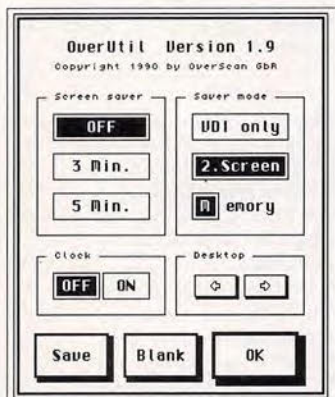 OverUtil Version 1.9
Copyright 1990 by OverScan GbR
Screen saver
OFF
3 Min.
5 Min.
Saver mode
VDI only
2.Screen
M emory
Clock
OFF ON
Desktop
Save Blank OK